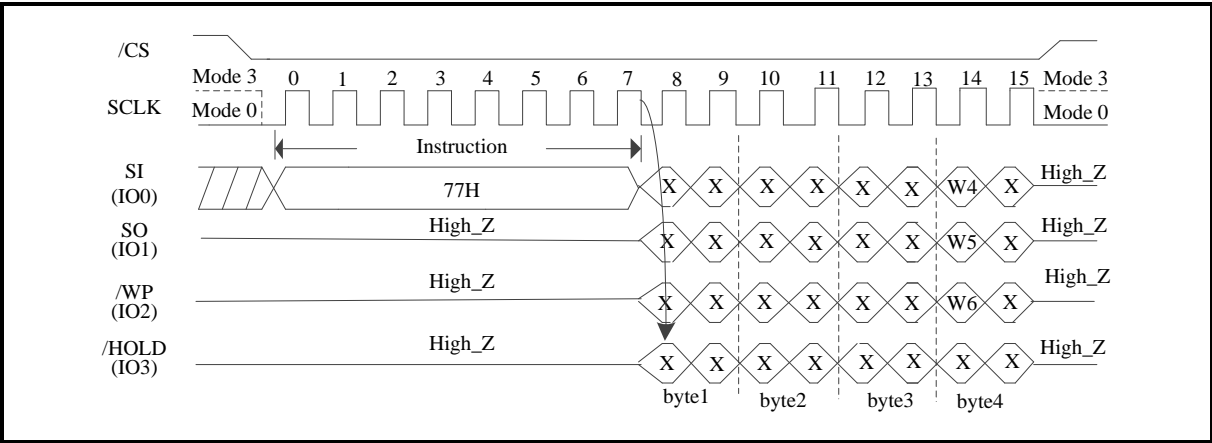 /CS
Mode 3 0 1 2 3 4 5 6 7 8 9 10 11 12 13 14 15 Mode 3
SCLK Mode 0 Mode 0
Instruction
SI
(IO0)
77H X X X X X X W4 X High_Z
SO
(IO1)
High_Z X X X X X X W5 X High_Z
/WP
(IO2)
High_Z X X X X X X W6 X High_Z
/HOLD
(IO3)
High_Z X X X X X X X X High_Z
byte1 byte2 byte3 byte4